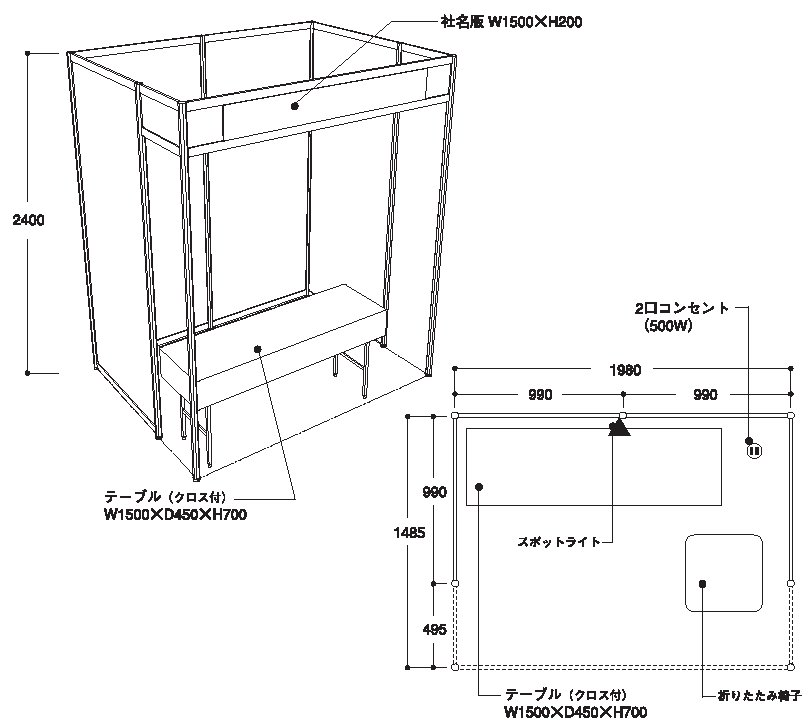 社名版 W1500×H200
2400
テーブル（クロス付）
W1500×D450×H700
2口コンセント
（500W）
1980
990
990
990
1485
495
スポットライト
テーブル（クロス付）
W1500×D450×H700
折りたたみ椅子